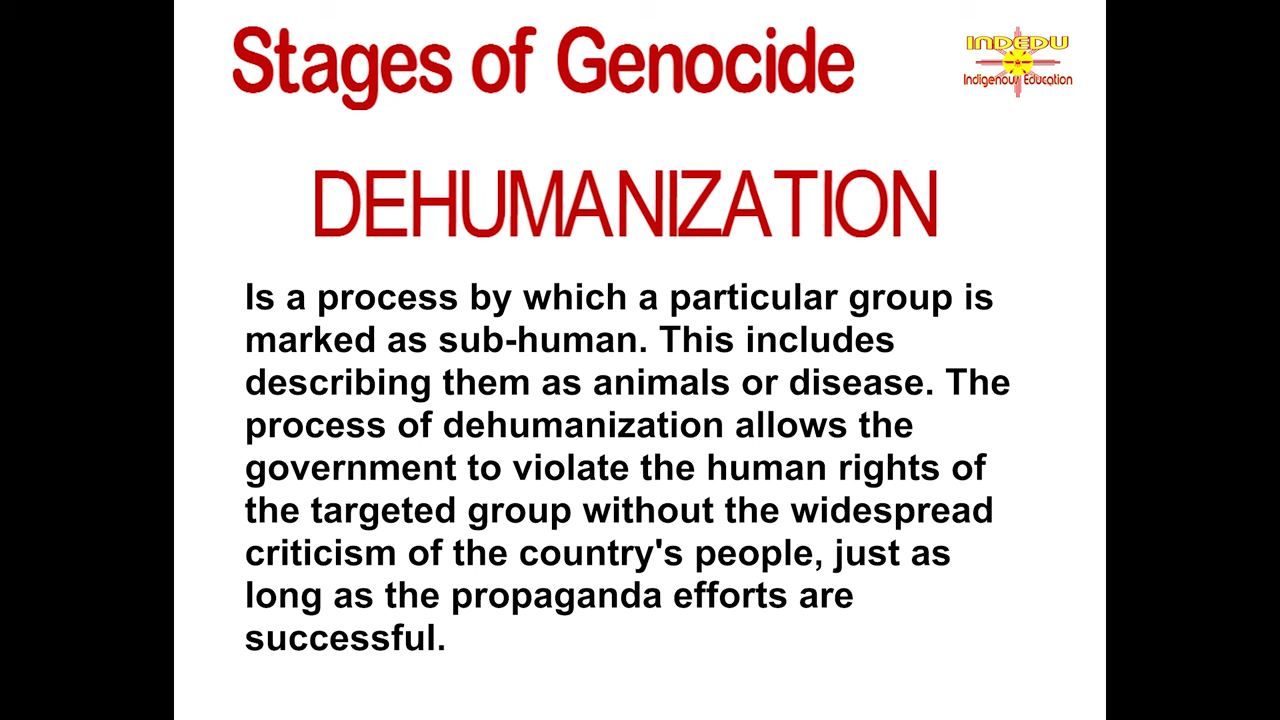 Stages of Genocide
INDEDU
Indigenous Education
DEHUMANIZATION
Is a process by which a particular group is
marked as sub-human. This includes
describing them as animals or disease. The
process of dehumanization allows the
government to violate the human rights of
the targeted group without the widespread
criticism of the country's people, just as
long as the propaganda efforts are
successful.